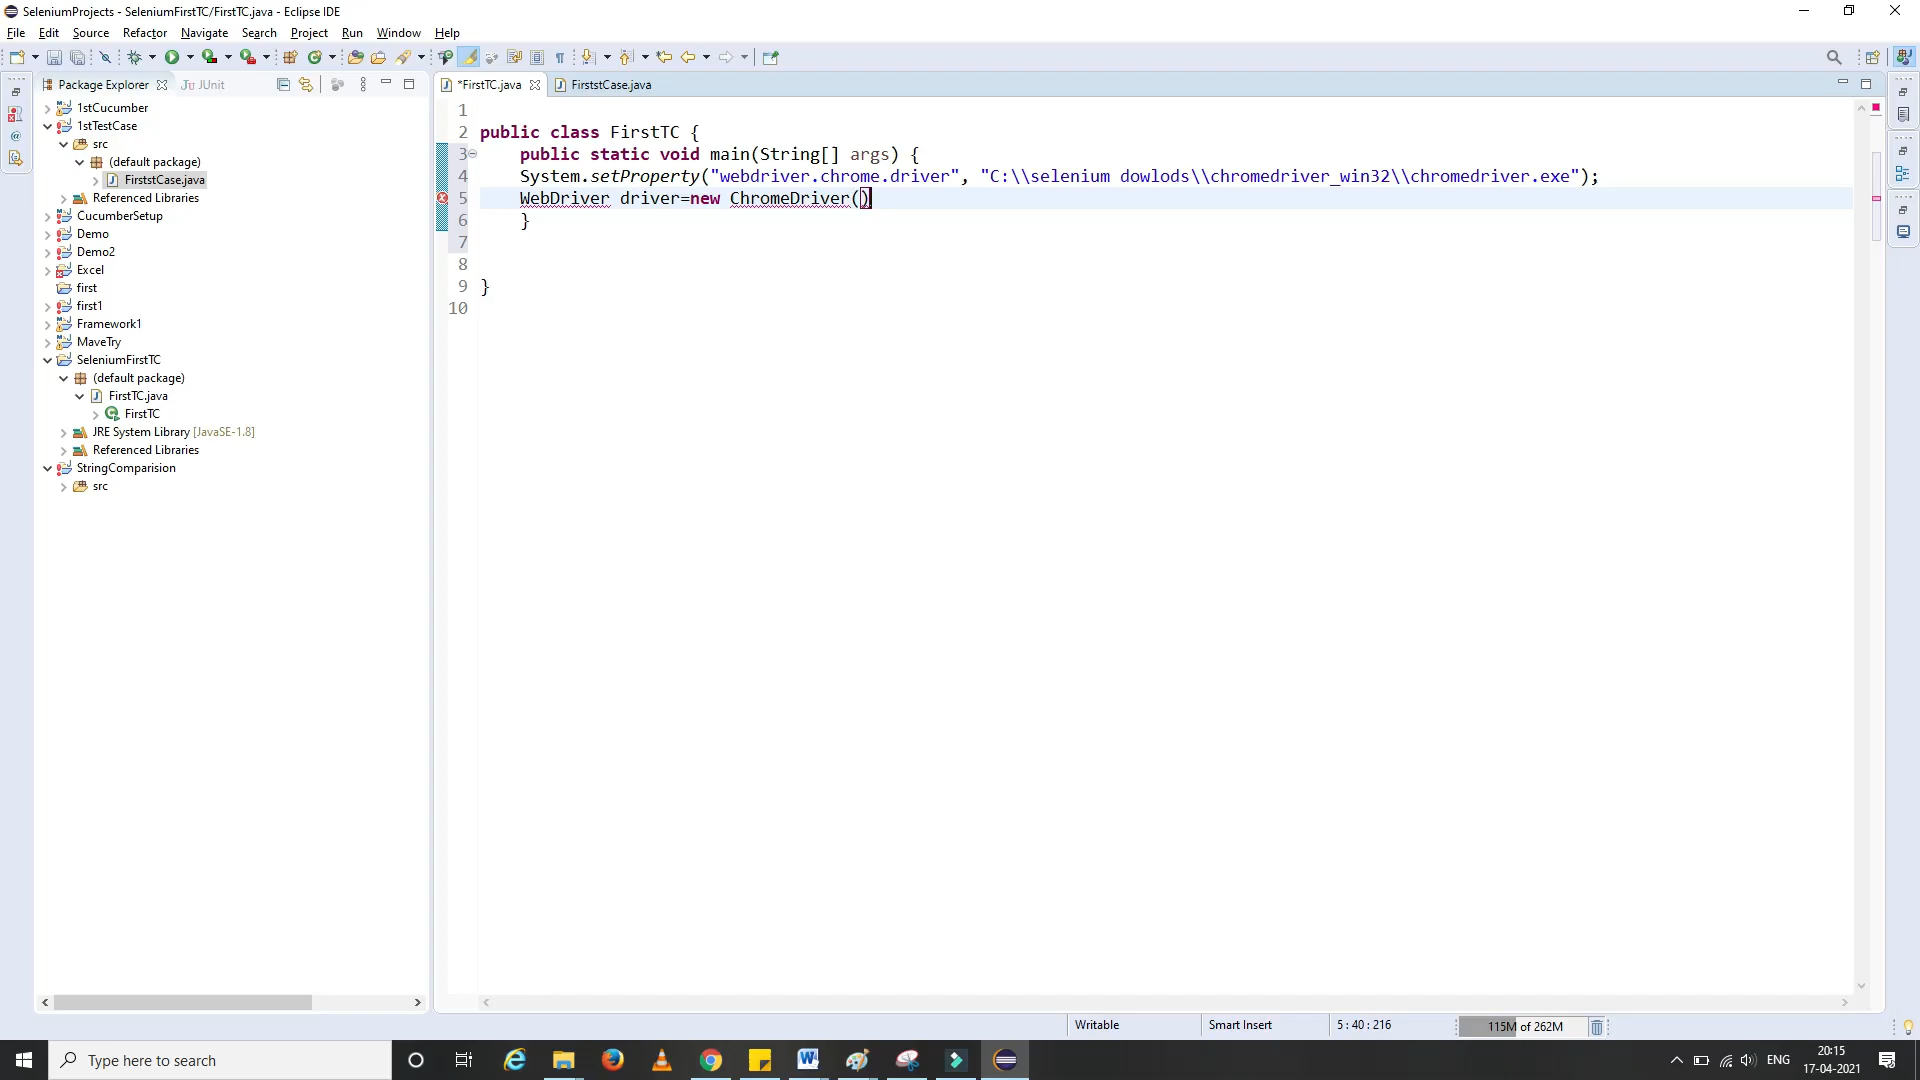 SeleniumProjects - SeleniumFirstTC/FirstTC.java - Eclipse IDE
File Edit Source Refactor Navigate Search Project Run Window Help
Package Explorer JUnit
*FirstTC.java FirststCase.java
1stCucumber
1stTestCase
src
(default package)
FirststCase.java
Referenced Libraries
CucumberSetup
Demo
Demo2
Excel
first
first1
Framework1
MaveTry
SeleniumFirstTC
(default package)
FirstTC.java
FirstTC
JRE System Library [JavaSE-1.8]
Referenced Libraries
StringComparision
src
1
2 public class FirstTC {
3 public static void main(String[] args) {
4 System.setProperty("webdriver.chrome.driver", "C:\\selenium dowlods\\chromedriver_win32\\chromedriver.exe");
5 WebDriver driver=new ChromeDriver()
6 }
7
8
9 }
10
Writable Smart Insert 5 : 40 : 216 115M of 262M
Type here to search
ENG
20:15
17-04-2021